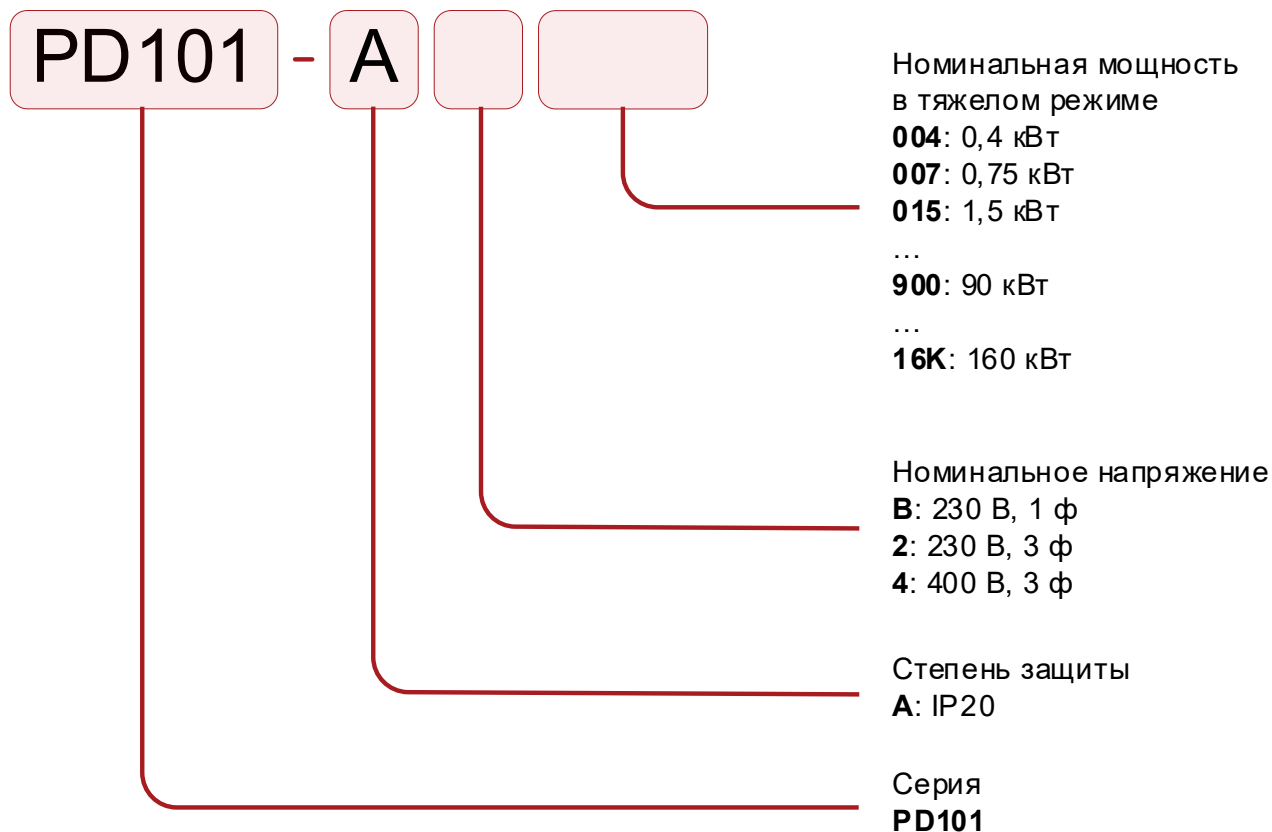 PD101 - A
Номинальная мощность
в тяжелом режиме
004: 0,4 кВт
007: 0,75 кВт
015: 1,5 кВт
...
900: 90 кВт
...
16K: 160 кВт
Номинальное напряжение
B: 230 В, 1 ф
2: 230 В, 3 ф
4: 400 В, 3 ф
Степень защиты
A: IP20
Серия
PD101